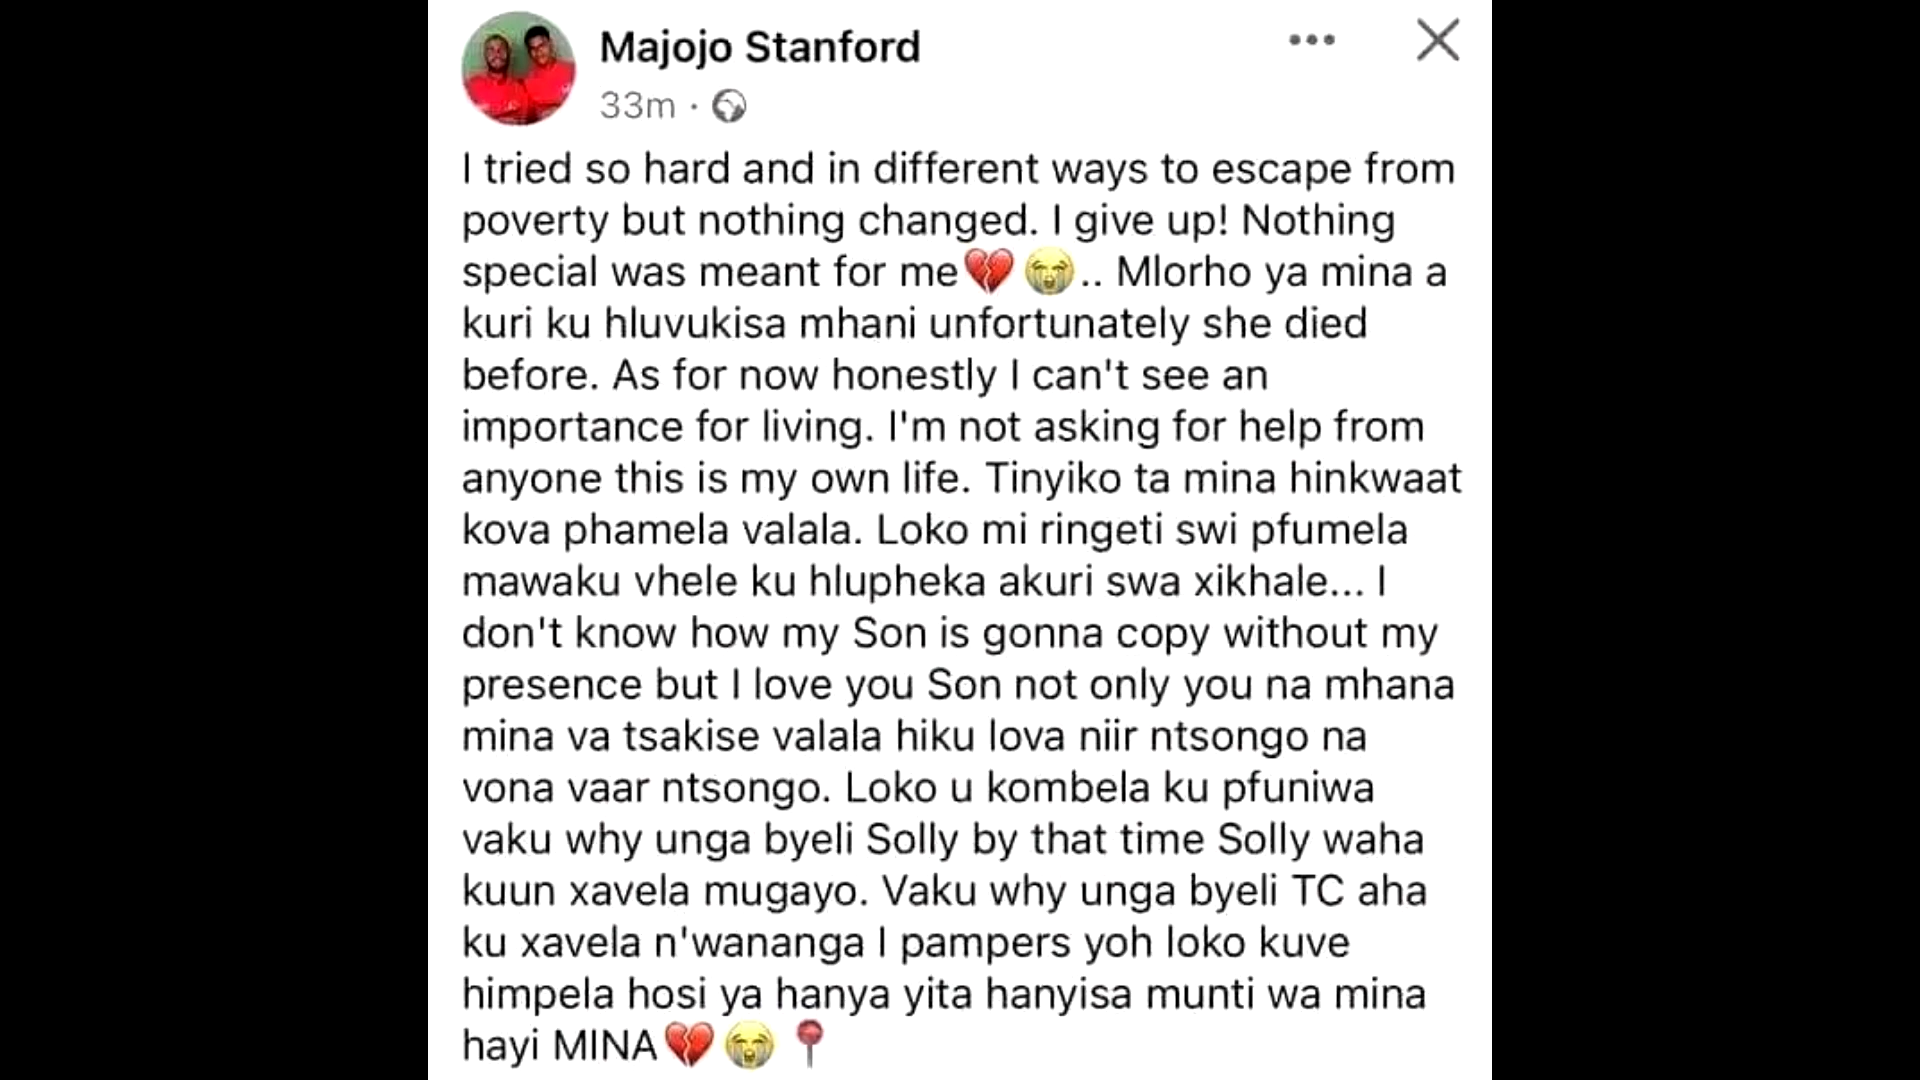 Majojo Stanford
33m ·
I tried so hard and in different ways to escape from
poverty but nothing changed. I give up! Nothing
special was meant for me💔😭.. Mlorho ya mina a
kuri ku hluvukisa mhani unfortunately she died
before. As for now honestly I can't see an
importance for living. I'm not asking for help from
anyone this is my own life. Tinyiko ta mina hinkwaat
kova phamela valala. Loko mi ringeti swi pfumela
mawaku vhele ku hlupheka akuri swa xikhale... I
don't know how my Son is gonna copy without my
presence but I love you Son not only you na mhana
mina va tsakise valala hiku lova niir ntsongo na
vona vaar ntsongo. Loko u kombela ku pfuniwa
vaku why unga byeli Solly by that time Solly waha
kuun xavela mugayo. Vaku why unga byeli TC aha
ku xavela n'wananga I pampers yoh loko kuve
himpela hosi ya hanya yita hanyisa munti wa mina
hayi MINA💔😭📍